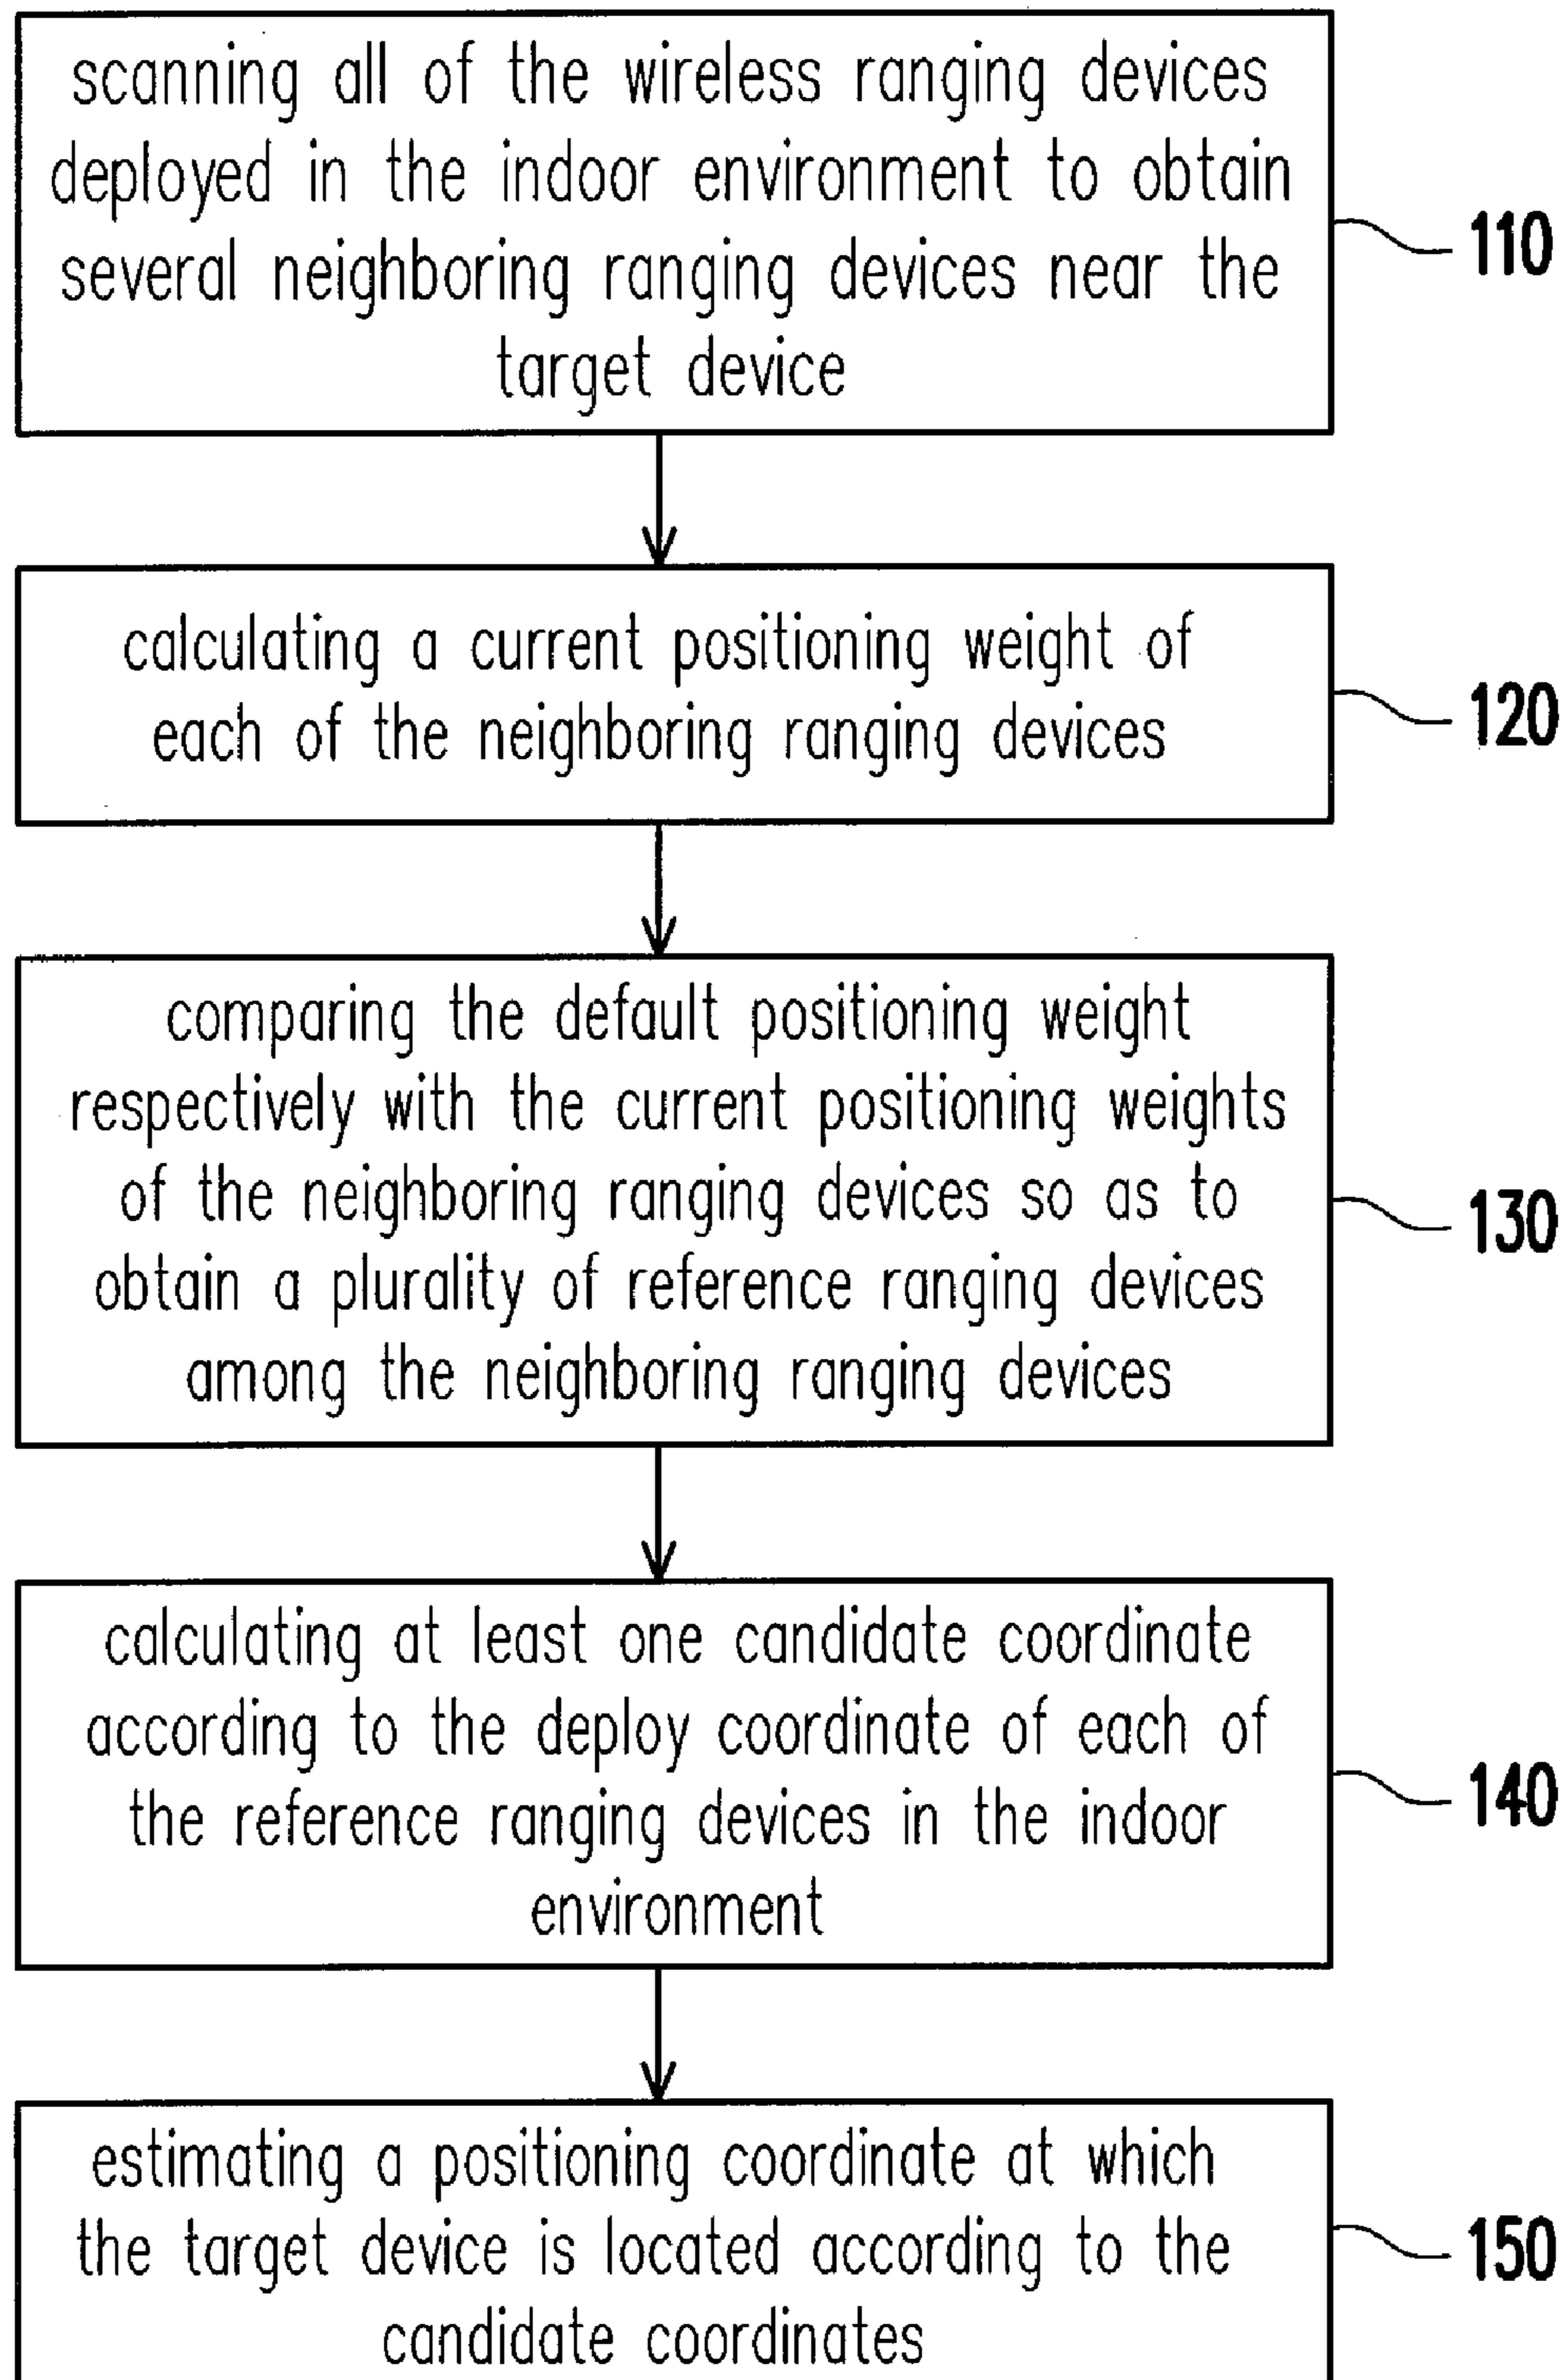 scanning all of the wireless ranging devices
deployed in the indoor environment to obtain
several neighboring ranging devices near the
target device
110
calculating a current positioning weight of
each of the neighboring ranging devices
120
comparing the default positioning weight
respectively with the current positioning weights
of the neighboring ranging devices so as to
obtain a plurality of reference ranging devices
among the neighboring ranging devices
130
calculating at least one candidate coordinate
according to the deploy coordinate of each of
the reference ranging devices in the indoor
environment
140
estimating a positioning coordinate at which
the target device is located according to the
candidate coordinates
150